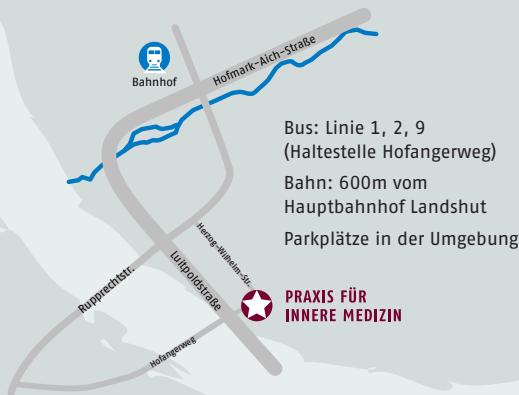 Hofmark-Aich-Straße
Bahnhof
Bus: Linie 1, 2, 9
(Haltestelle Hofangerweg)
Bahn: 600m vom
Hauptbahnhof Landshut
Parkplätze in der Umgebung
Herzog-Wilhelm-Str.
Luitpoldstraße
Rupprechtstr.
PRAXIS FÜR
INNERE MEDIZIN
Hofangerweg